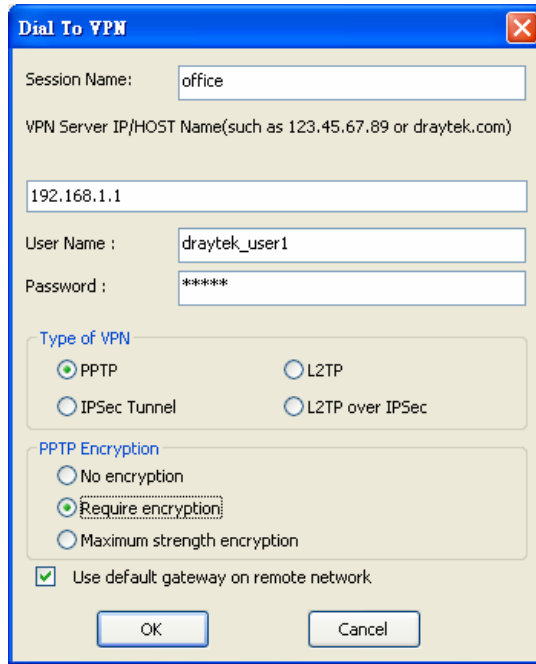 Dial To VPN
Session Name: office
VPN Server IP/HOST Name(such as 123.45.67.89 or draytek.com)
192.168.1.1
User Name : draytek_user1
Password : *****
Type of VPN
PPTP L2TP
IPSec Tunnel L2TP over IPSec
PPTP Encryption
No encryption
Require encryption
Maximum strength encryption
Use default gateway on remote network
OK Cancel